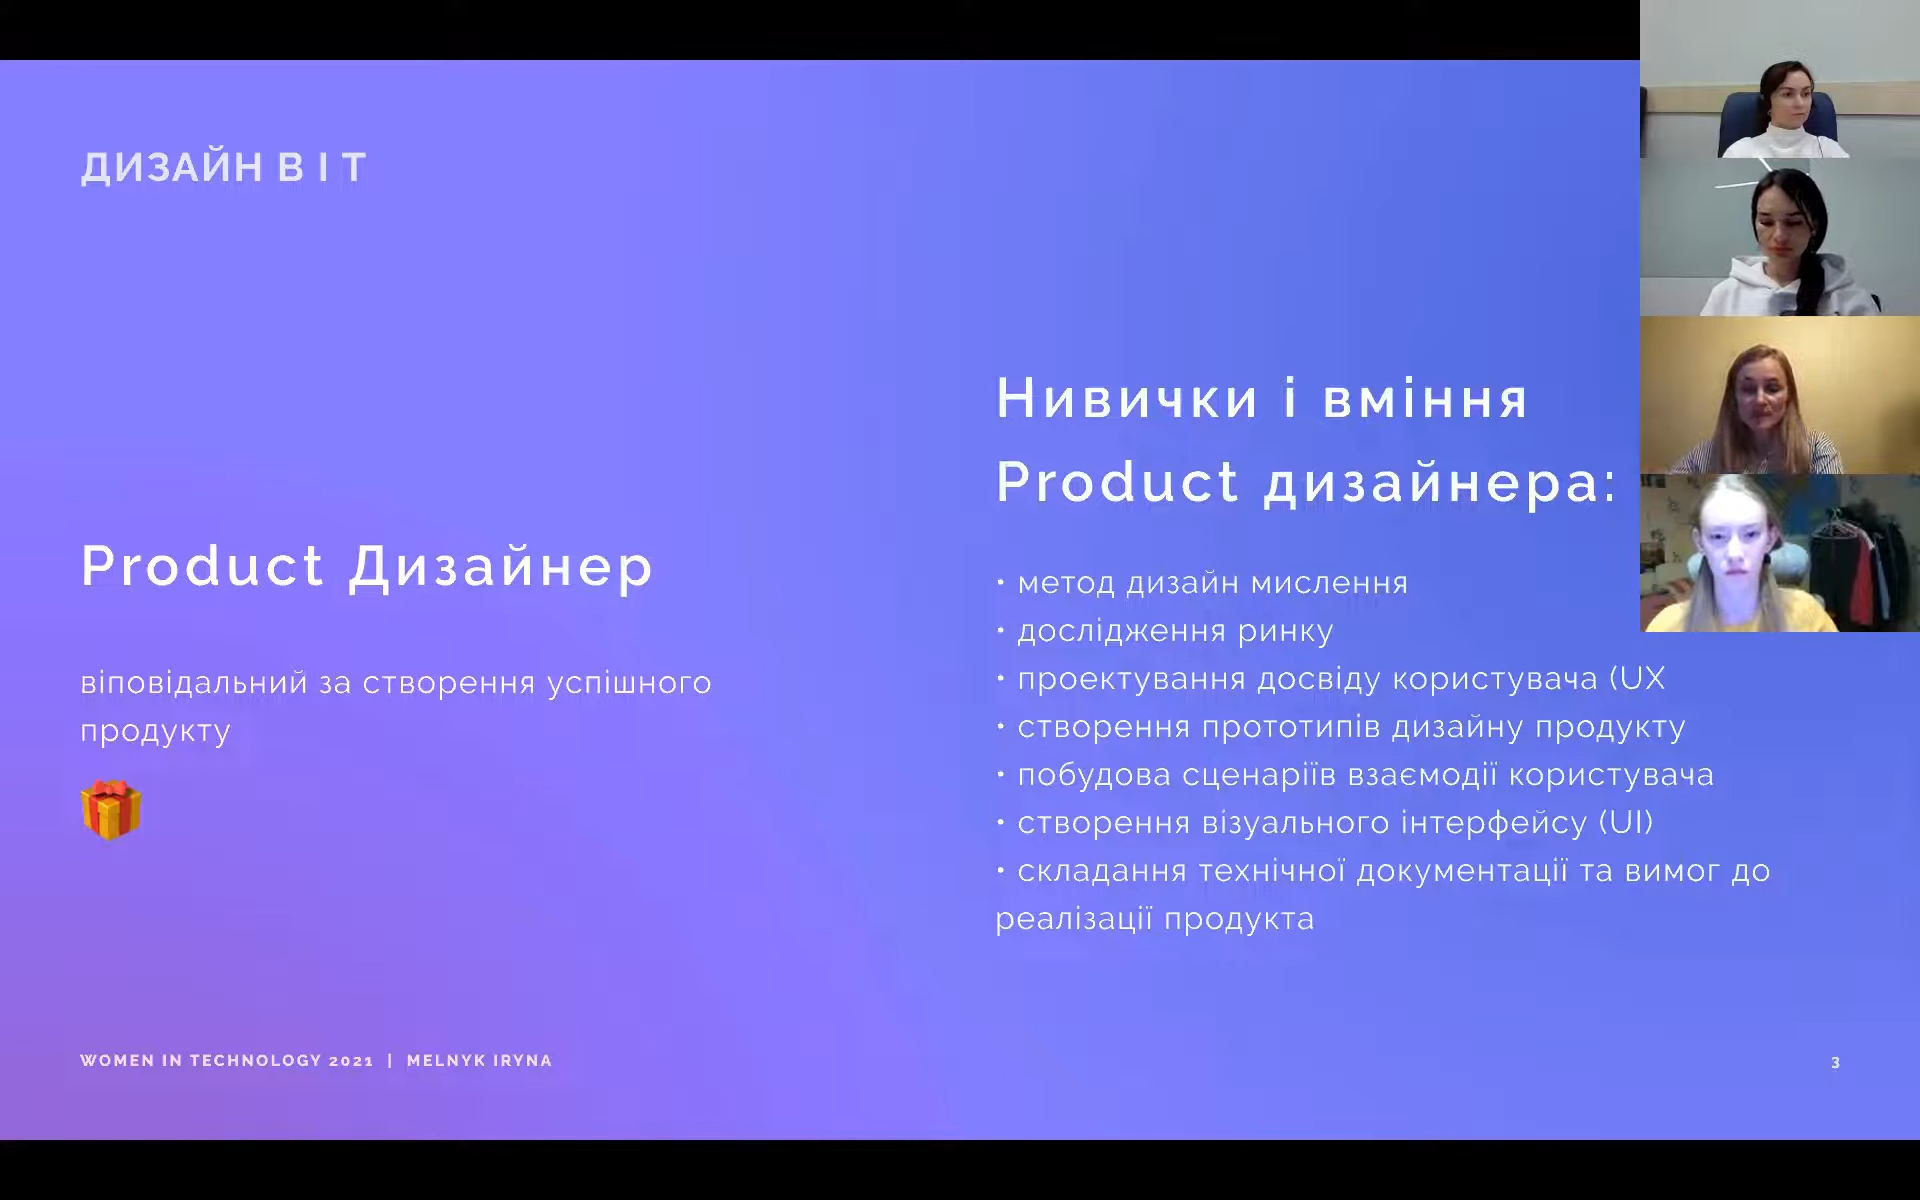 ДИЗАЙН В І Т
Product Дизайнер
віповідальний за створення успішного
продукту
Нивички і вміння
Product дизайнера:
• метод дизайн мислення
• дослідження ринку
• проектування досвіду користувача (UX
• створення прототипів дизайну продукту
• побудова сценаріїв взаємодії користувача
• створення візуального інтерфейсу (UI)
• складання технічної документації та вимог до
реалізації продукта
WOMEN IN TECHNOLOGY 2021 | MELNYK IRYNA
3